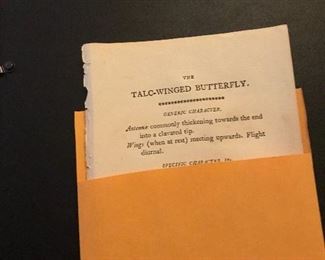 THE
TALC-WINGED BUTTERFLY.
GENERIC CHARACTER.
Antennæ commonly thickening towards the end
into a clavated tip.
Wings (when at rest) meeting upwards. Flight
diurnal.
SPECIFIC CHARACTER, &c.